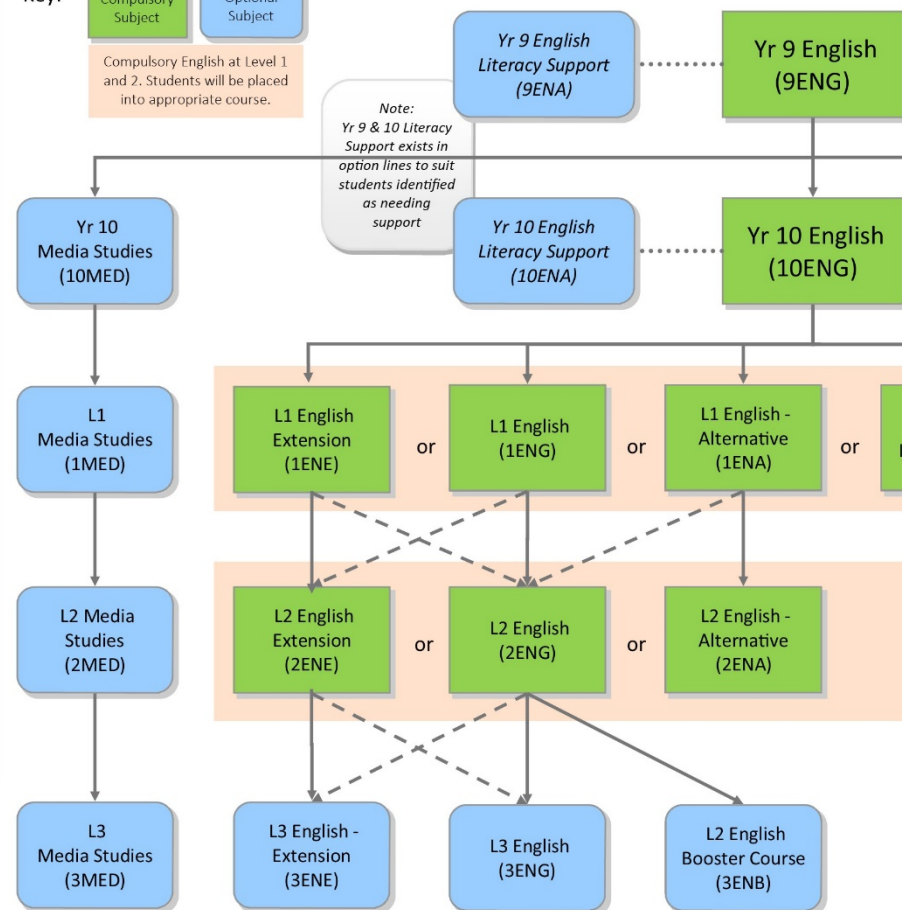 Key:
Compulsory
Subject
Optional
Subject
Compulsory English at Level 1
and 2. Students will be placed
into appropriate course.
Note:
Yr 9 & 10 Literacy
Support exists in
option lines to suit
students identified
as needing
support
Yr 9 English
Literacy Support
(9ENA)
Yr 9 English
(9ENG)
Yr 10
Media Studies
(10MED)
Yr 10 English
Literacy Support
(10ENA)
Yr 10 English
(10ENG)
L1
Media Studies
(1MED)
L1 English
Extension
(1ENE)
or
L1 English
(1ENG)
or
L1 English -
Alternative
(1ENA)
or
L2 Media
Studies
(2MED)
L2 English
Extension
(2ENE)
or
L2 English
(2ENG)
or
L2 English -
Alternative
(2ENA)
L3
Media Studies
(3MED)
L3 English -
Extension
(3ENE)
L3 English
(3ENG)
L2 English
Booster Course
(3ENB)